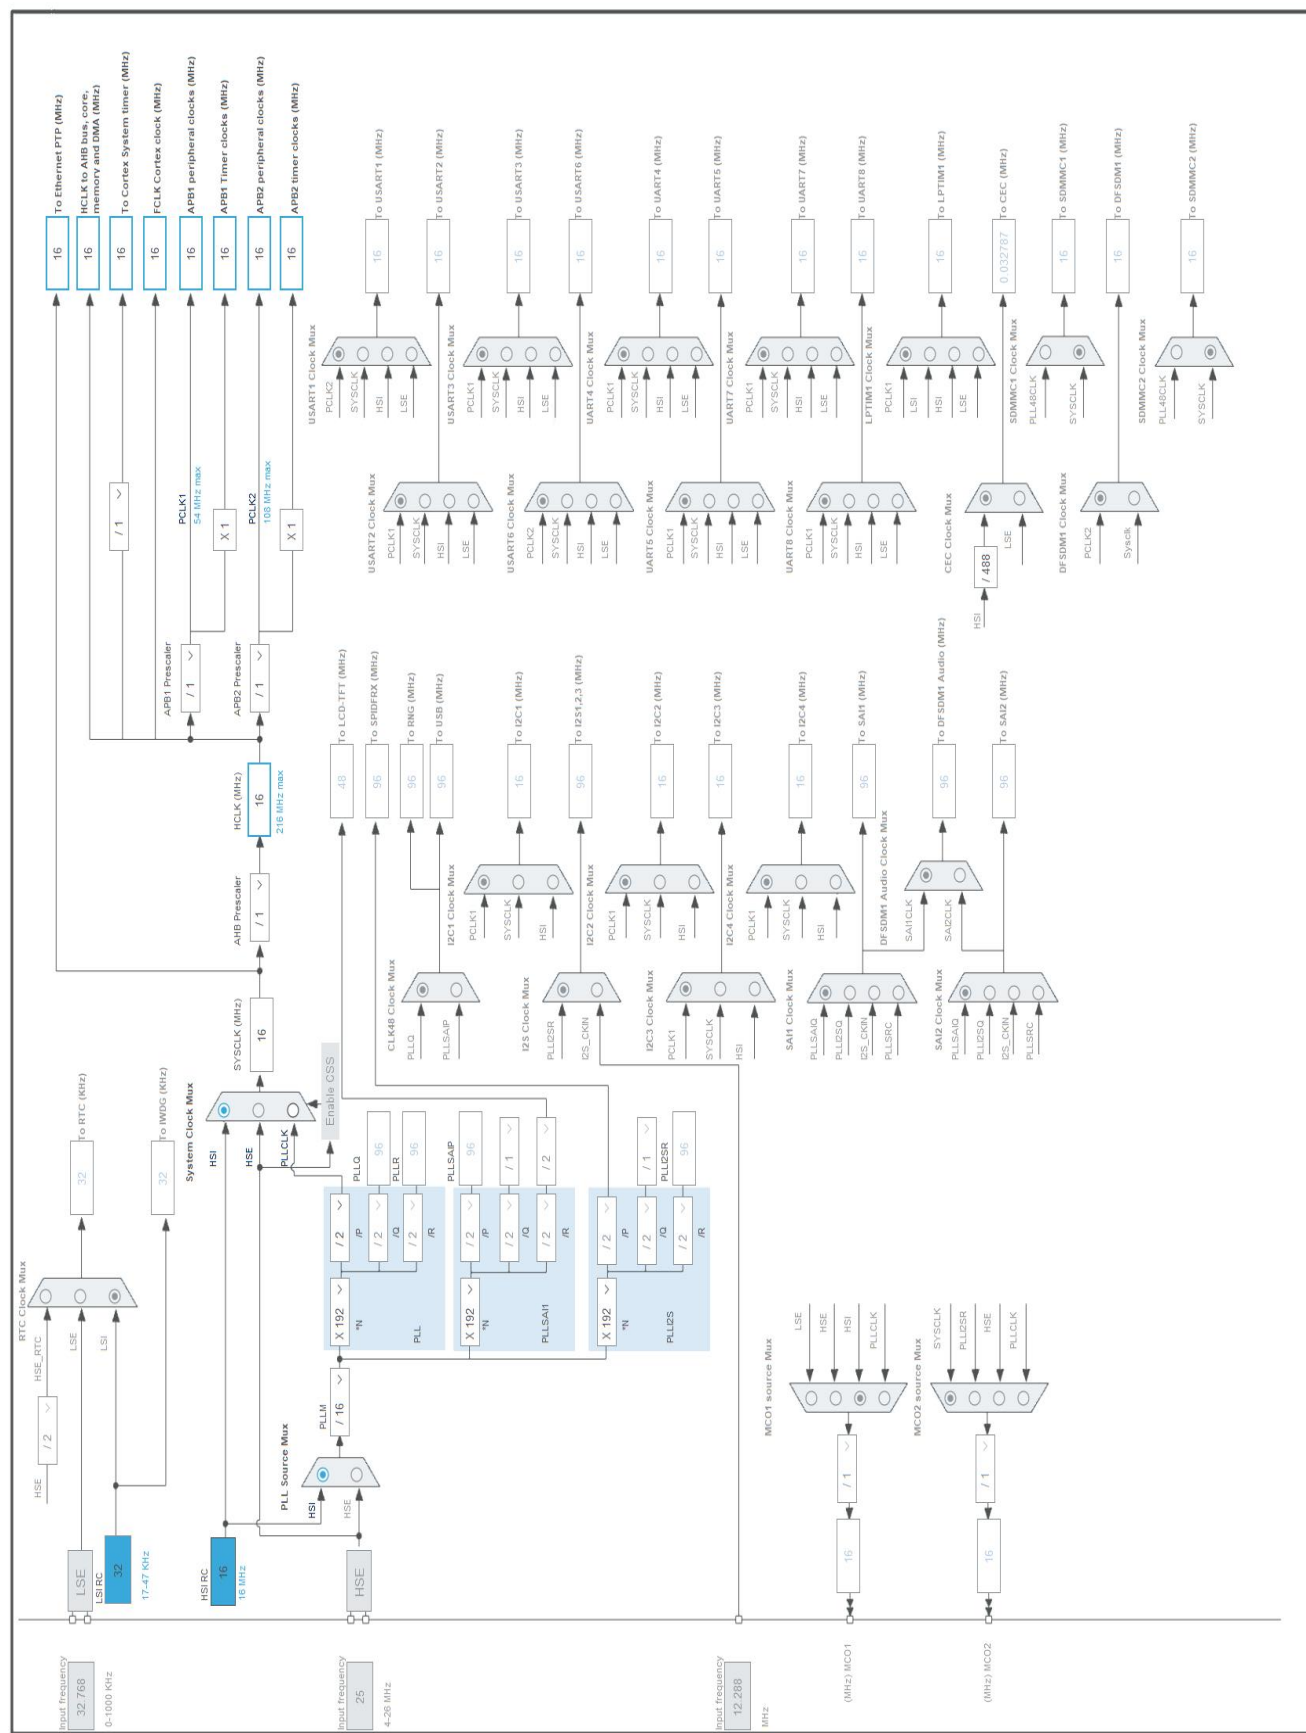 Input frequency
32.768
0-1000 KHz
LSE
LSI RC
32
17-47 KHz
HSE
/ 2
HSE_RTC
LSE
LSI
RTC Clock Mux
32
To RTC (KHz)
32
To IWDG (KHz)
HSI RC
16
16 MHz
Input frequency
25
4-26 MHz
HSE
PLL Source Mux
HSI
HSE
PLLM
/ 16
X 192
*N
PLL
/ 2
/P
/ 2
/Q
/ 2
/R
PLLQ
96
PLLR
96
X 192
*N
PLLSAI1
/ 2
/P
/ 2
/Q
/ 2
/R
PLLSAIP
96
/ 1
/ 2
X 192
*N
PLLI2S
/ 2
/P
/ 2
/Q
/ 2
/R
/ 1
PLLI2SR
96
System Clock Mux
HSI
HSE
PLLCLK
Enable CSS
SYSCLK (MHz)
16
AHB Prescaler
/ 1
HCLK (MHz)
16
216 MHz max
APB1 Prescaler
/ 1
APB2 Prescaler
/ 1
/ 1
PCLK1
54 MHz max
X 1
PCLK2
108 MHz max
X 1
16
To Ethernet PTP (MHz)
16
HCLK to AHB bus, core,
memory and DMA (MHz)
16
To Cortex System timer (MHz)
16
FCLK Cortex clock (MHz)
16
APB1 peripheral clocks (MHz)
16
APB1 Timer clocks (MHz)
16
APB2 peripheral clocks (MHz)
16
APB2 timer clocks (MHz)
48
To LCD-TFT (MHz)
96
To SPIDFRX (MHz)
96
To RNG (MHz)
96
To USB (MHz)
CLK48 Clock Mux
PLLQ
PLLSAIP
I2C1 Clock Mux
PCLK1
SYSCLK
HSI
16
To I2C1 (MHz)
I2S Clock Mux
PLLI2SR
I2S_CKIN
96
To I2S1,2,3 (MHz)
I2C2 Clock Mux
PCLK1
SYSCLK
HSI
16
To I2C2 (MHz)
I2C3 Clock Mux
PCLK1
SYSCLK
HSI
16
To I2C3 (MHz)
I2C4 Clock Mux
PCLK1
SYSCLK
HSI
16
To I2C4 (MHz)
SAI1 Clock Mux
PLLSAIQ
PLLI2SQ
I2S_CKIN
PLLSRC
96
To SAI1 (MHz)
DFSDM1 Audio Clock Mux
SAI1CLK
SAI2CLK
96
To DFSDM1 Audio (MHz)
SAI2 Clock Mux
PLLSAIQ
PLLI2SQ
I2S_CKIN
PLLSRC
96
To SAI2 (MHz)
USART1 Clock Mux
PCLK2
SYSCLK
HSI
LSE
16
To USART1 (MHz)
USART2 Clock Mux
PCLK1
SYSCLK
HSI
LSE
16
To USART2 (MHz)
USART3 Clock Mux
PCLK1
SYSCLK
HSI
LSE
16
To USART3 (MHz)
USART6 Clock Mux
PCLK2
SYSCLK
HSI
LSE
16
To USART6 (MHz)
UART4 Clock Mux
PCLK1
SYSCLK
HSI
LSE
16
To UART4 (MHz)
UART5 Clock Mux
PCLK1
SYSCLK
HSI
LSE
16
To UART5 (MHz)
UART7 Clock Mux
PCLK1
SYSCLK
HSI
LSE
16
To UART7 (MHz)
UART8 Clock Mux
PCLK1
SYSCLK
HSI
LSE
16
To UART8 (MHz)
LPTIM1 Clock Mux
PCLK1
LSI
HSI
LSE
16
To LPTIM1 (MHz)
CEC Clock Mux
HSI
/ 488
LSE
0.032787
To CEC (MHz)
SDMMC1 Clock Mux
PLL48CLK
SYSCLK
16
To SDMMC1 (MHz)
DFSDM1 Clock Mux
PCLK2
Sysclk
16
To DFSDM1 (MHz)
SDMMC2 Clock Mux
PLL48CLK
SYSCLK
16
To SDMMC2 (MHz)
Input frequency
12.288
MHz
(MHz) MCO1
16
/ 1
MCO1 source Mux
LSE
HSE
HSI
PLLCLK
(MHz) MCO2
16
/ 1
MCO2 source Mux
SYSCLK
PLLI2SR
HSE
PLLCLK